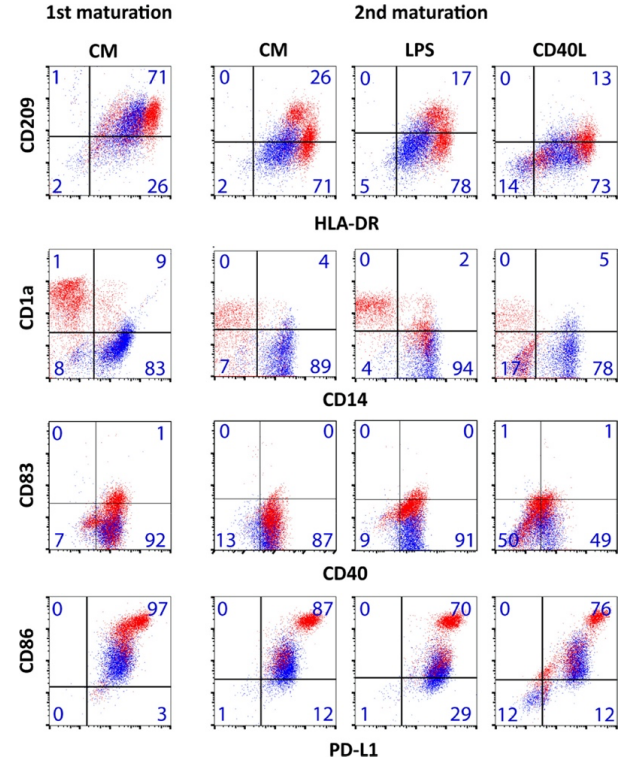 1st maturation 2nd maturation
CM CM LPS CD40L
CD209
1 71 0 26 0 17 0 13
2 26 2 71 5 78 14 73
HLA-DR
CD1a
1 9 0 4 0 2 0 5
8 83 7 89 4 94 17 78
CD14
CD83
0 1 0 0 0 0 1 1
7 92 13 87 9 91 50 49
CD40
CD86
0 97 0 87 0 70 0 76
0 3 1 12 1 29 12 12
PD-L1